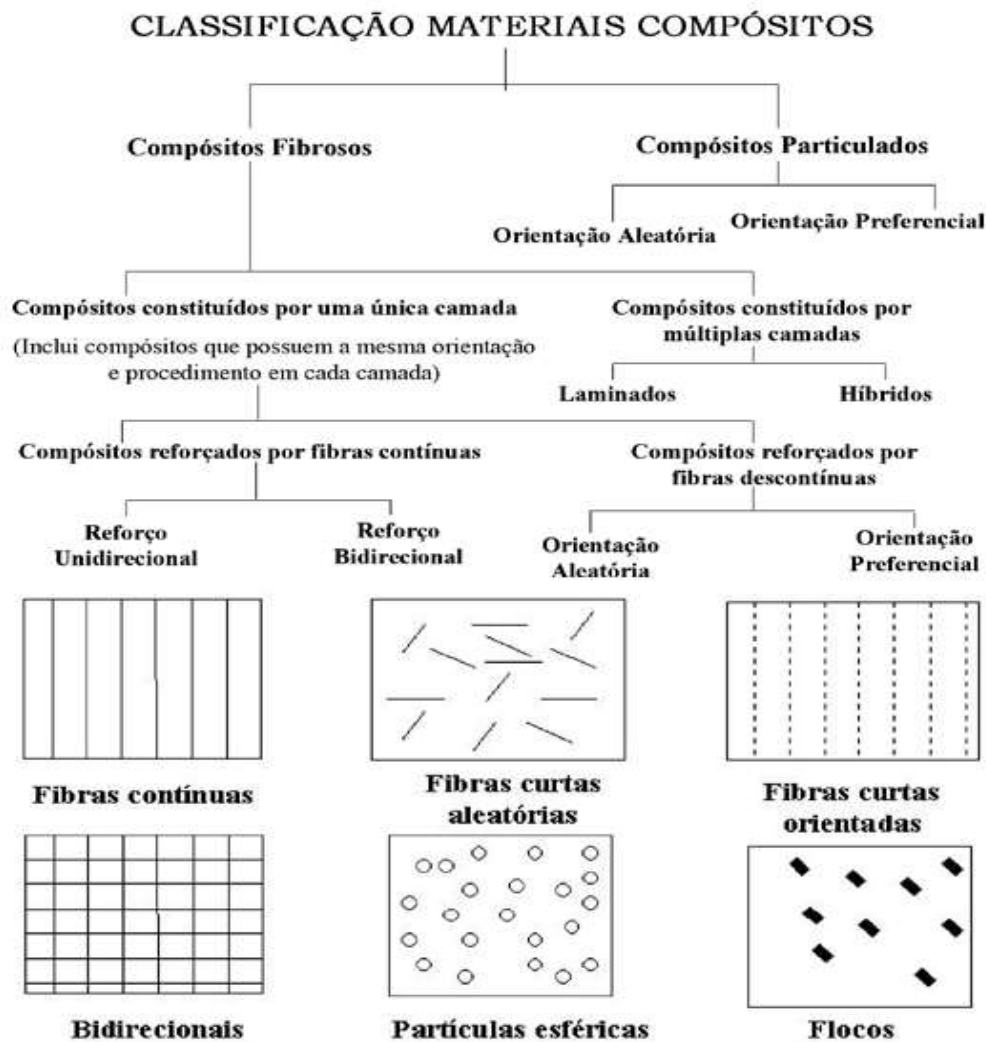 CLASSIFICAÇÃO MATERIAIS COMPÓSITOS
Compósitos Fibrosos
Compósitos Particulados
Orientação Aleatória
Orientação Preferencial
Compósitos constituídos por uma única camada
(Inclui compósitos que possuem a mesma orientação
e procedimento em cada camada)
Compósitos constituídos por
múltiplas camadas
Laminados
Híbridos
Compósitos reforçados por fibras contínuas
Compósitos reforçados por
fibras descontínuas
Reforço
Unidirecional
Reforço
Bidirecional
Orientação
Aleatória
Orientação
Preferencial
Fibras contínuas
Fibras curtas
aleatórias
Fibras curtas
orientadas
Bidirecionais
Partículas esféricas
Flocos